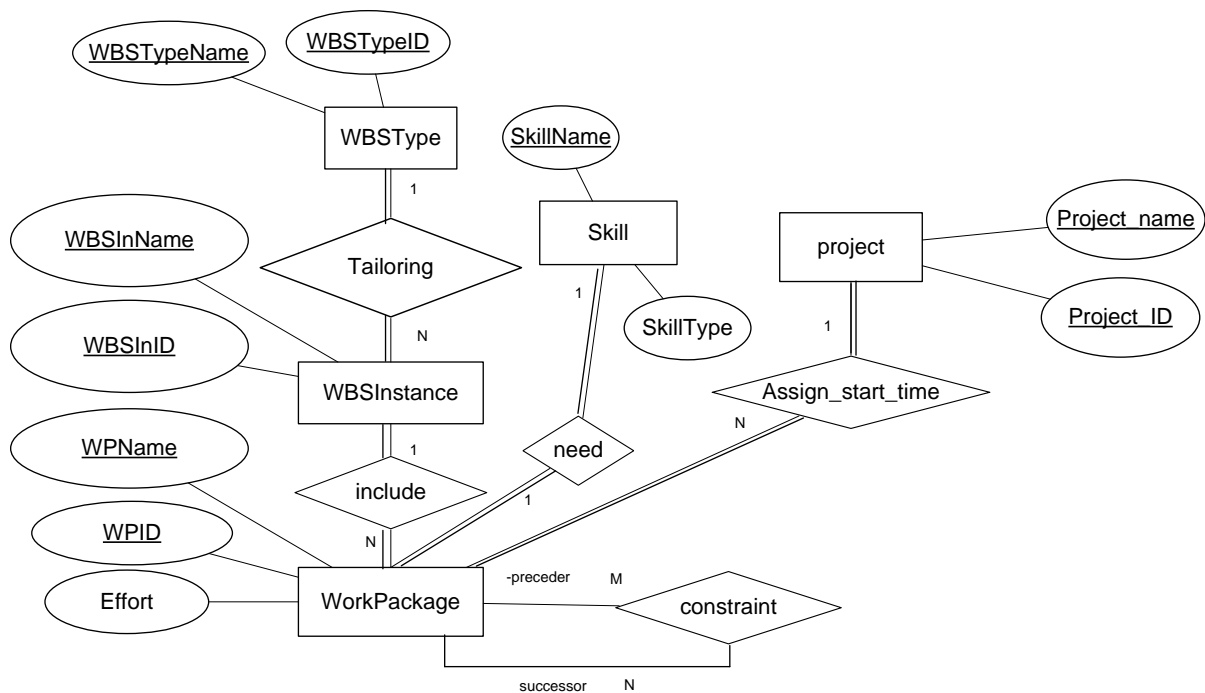 WBSTypeName
WBSTypeID
WBSType
1
SkillName
Skill
SkillType
1
Project_name
project
Project_ID
1
WBSInName
Tailoring
N
WBSInID
WBSInstance
Assign_start_time
N
WPName
1
need
1
include
N
WPID
Effort
WorkPackage
-preceder M
constraint
successor N